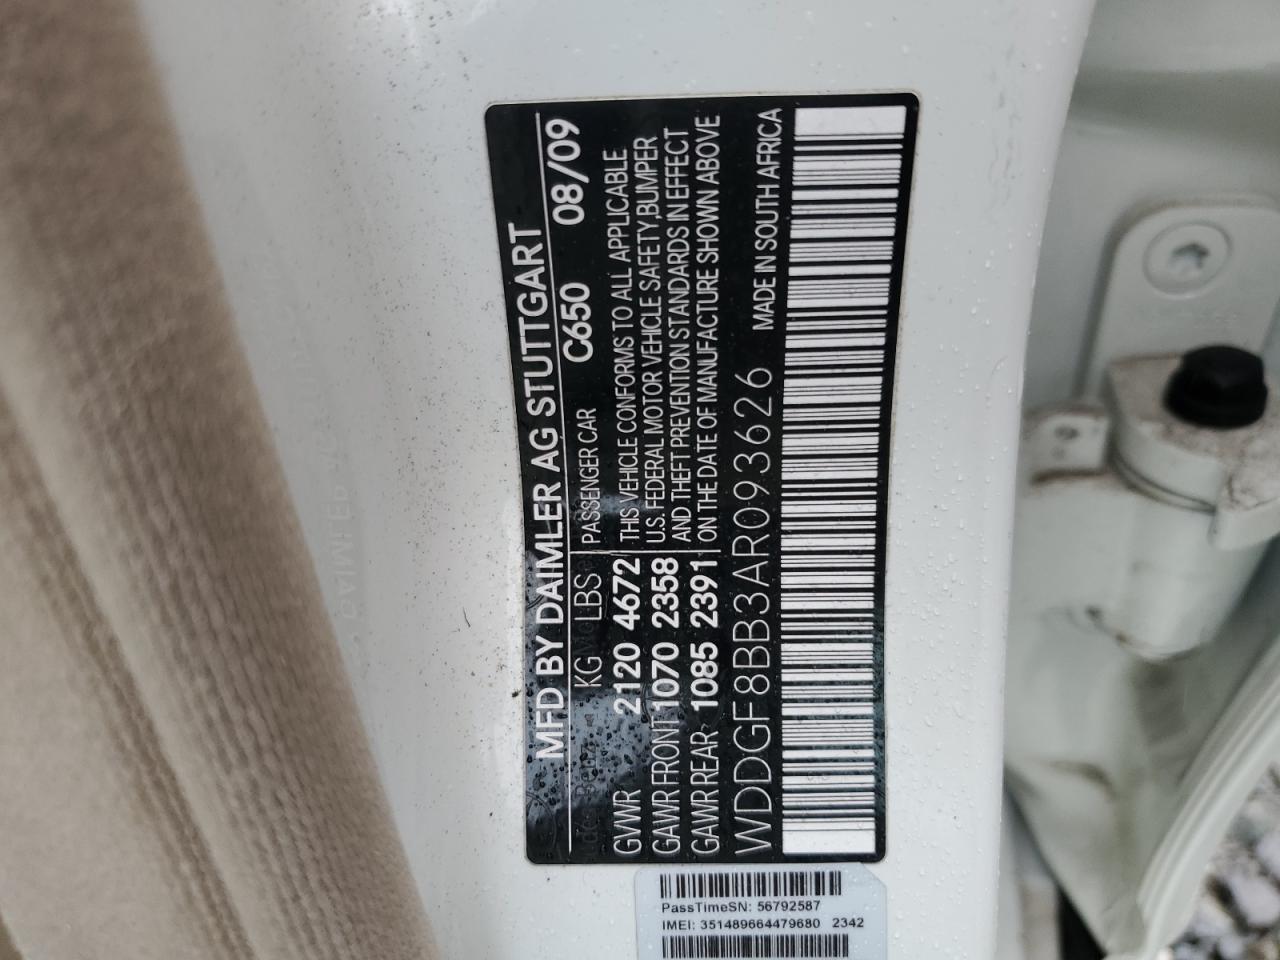 MFD BY DAIMLER AG STUTTGART
C650 08/09
KG LBS
GVWR 2120 4672
GAWR FRONT 1070 2358
GAWR REAR 1085 2391
PASSENGER CAR
THIS VEHICLE CONFORMS TO ALL APPLICABLE
U.S. FEDERAL MOTOR VEHICLE SAFETY,BUMPER
AND THEFT PREVENTION STANDARDS IN EFFECT
ON THE DATE OF MANUFACTURE SHOWN ABOVE
WDDGF8BB3AR093626 MADE IN SOUTH AFRICA
PassTimeSN: 56792587
IMEI: 351489664479680 2342